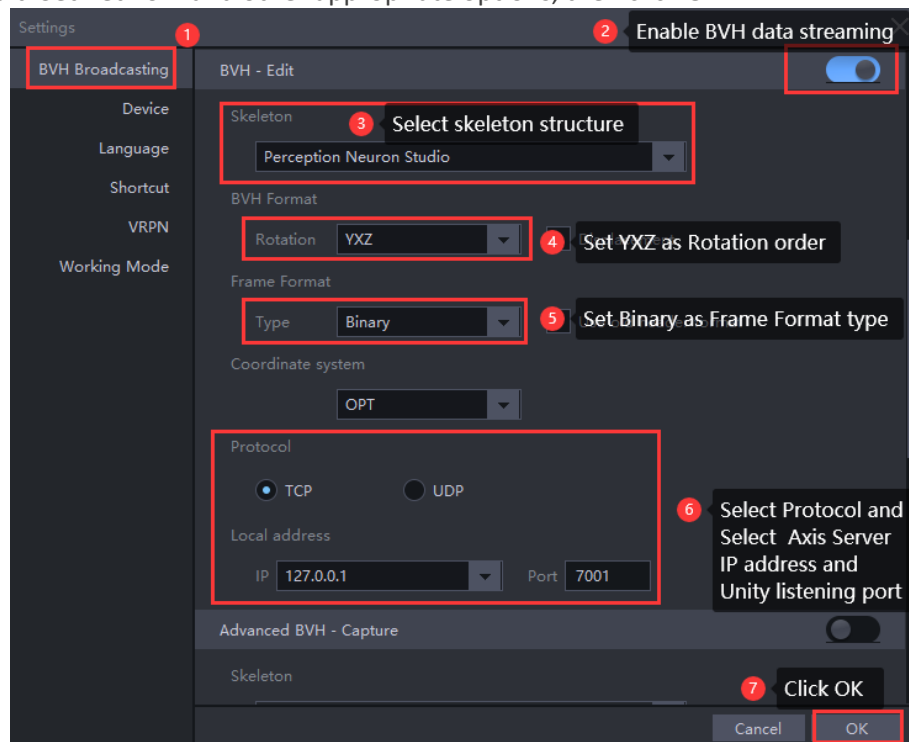 Settings
1
2 Enable BVH data streaming
BVH Broadcasting
BVH - Edit
Device
Skeleton
3 Select skeleton structure
Language
Perception Neuron Studio
Shortcut
BVH Format
VRPN
Rotation YXZ
4 Set YXZ as Rotation order
Working Mode
Frame Format
Type Binary
5 Set Binary as Frame Format type
Coordinate system
OPT
Protocol
TCP UDP
6 Select Protocol and
Select Axis Server
IP address and
Unity listening port
Local address
IP 127.0.0.1 Port 7001
Advanced BVH - Capture
Skeleton
7 Click OK
Cancel OK